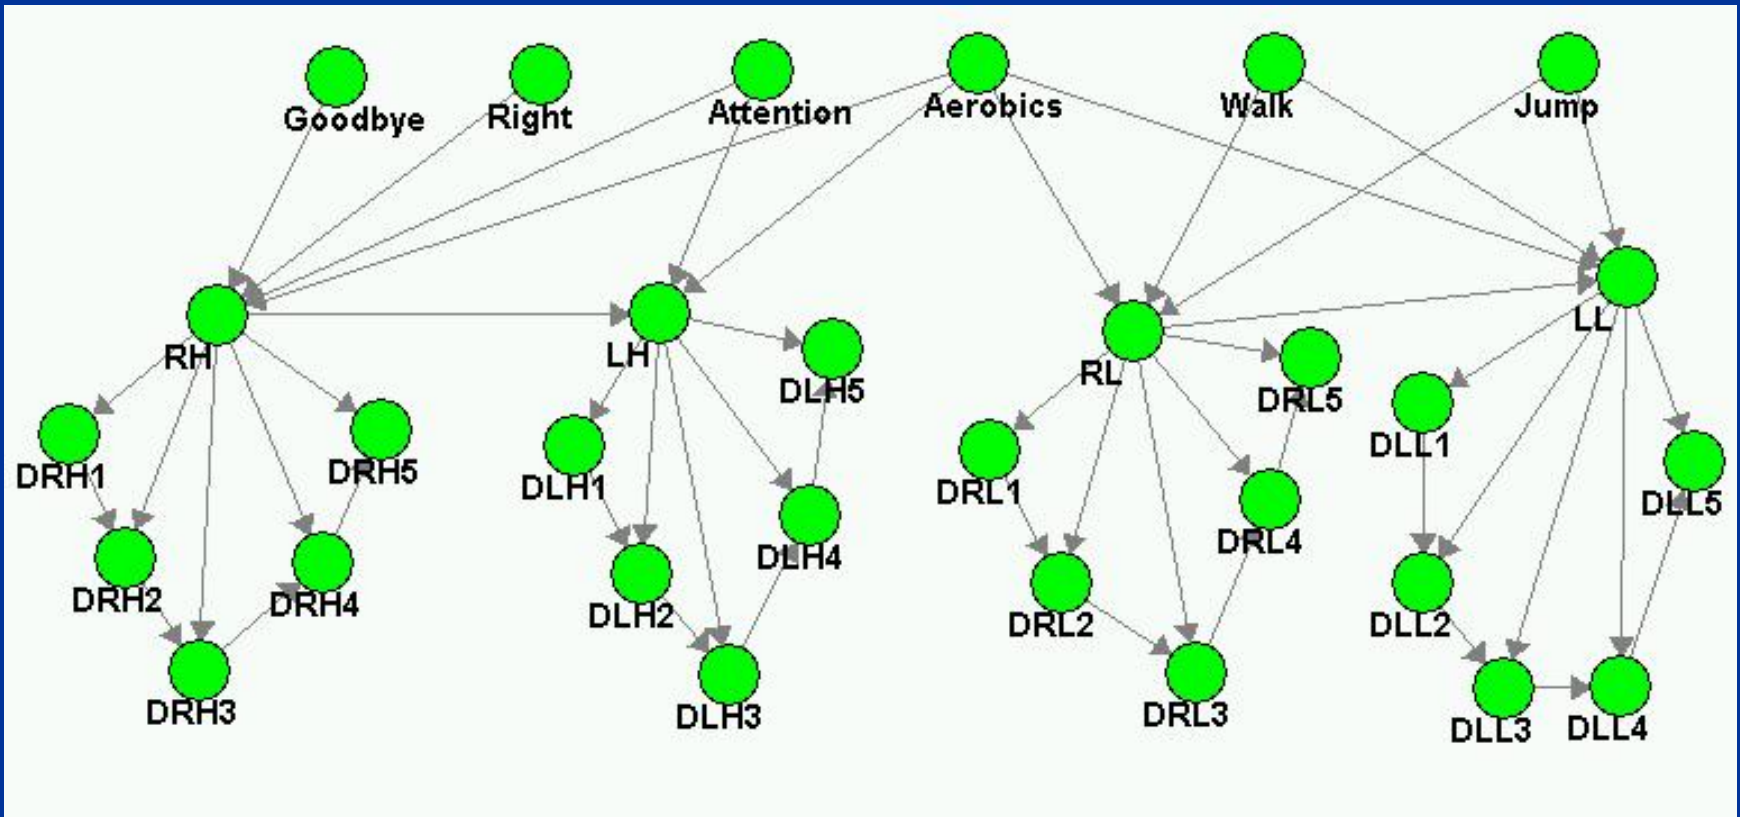 Goodbye
Right
Attention
Aerobics
Walk
Jump
RH
LH
RL
LL
DRH1
DRH2
DRH3
DRH4
DRH5
DLH1
DLH2
DLH3
DLH4
DLH5
DRL1
DRL2
DRL3
DRL4
DRL5
DLL1
DLL2
DLL3
DLL4
DLL5